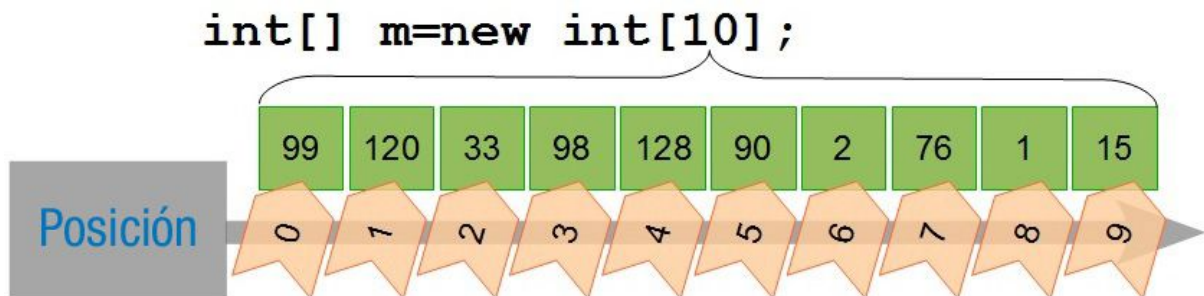 int[] m=new int[10];
99 120 33 98 128 90 2 76 1 15
Posición 0 1 2 3 4 5 6 7 8 9